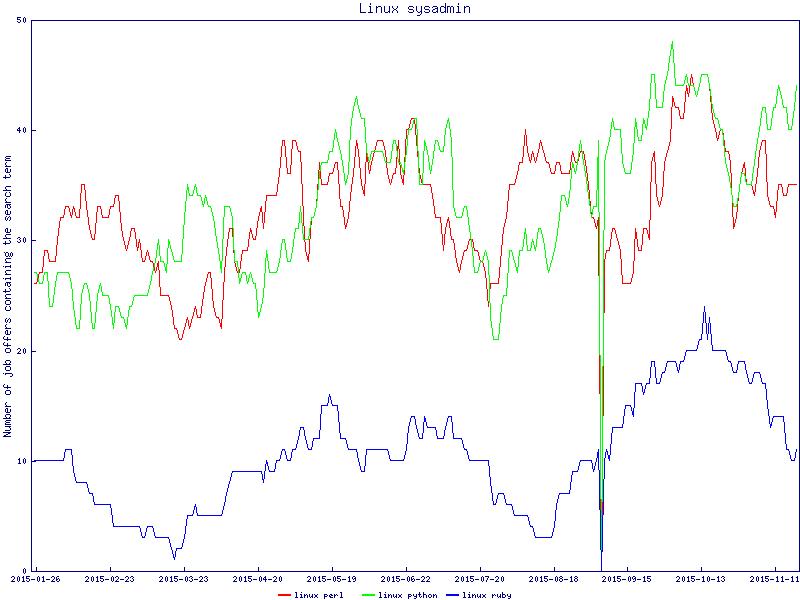 Linux sysadmin
Number of job offers containing the search term
50
40
30
20
10
0
2015-01-26 2015-02-23 2015-03-23 2015-04-20 2015-05-19 2015-06-22 2015-07-20 2015-08-18 2015-09-15 2015-10-13 2015-11-11
linux perl linux python linux ruby